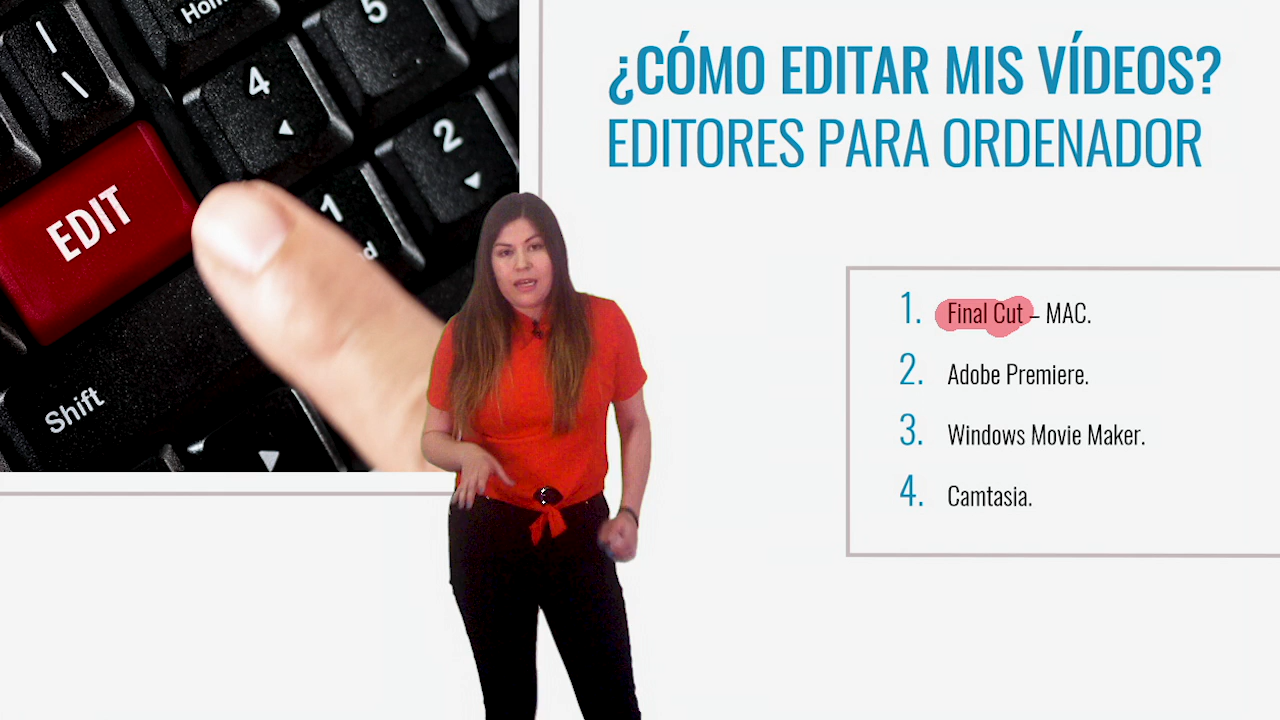 ¿CÓMO EDITAR MIS VÍDEOS?
EDITORES PARA ORDENADOR
1. Final Cut – MAC.
2. Adobe Premiere.
3. Windows Movie Maker.
4. Camtasia.
5
4
2
1
EDIT
Shift